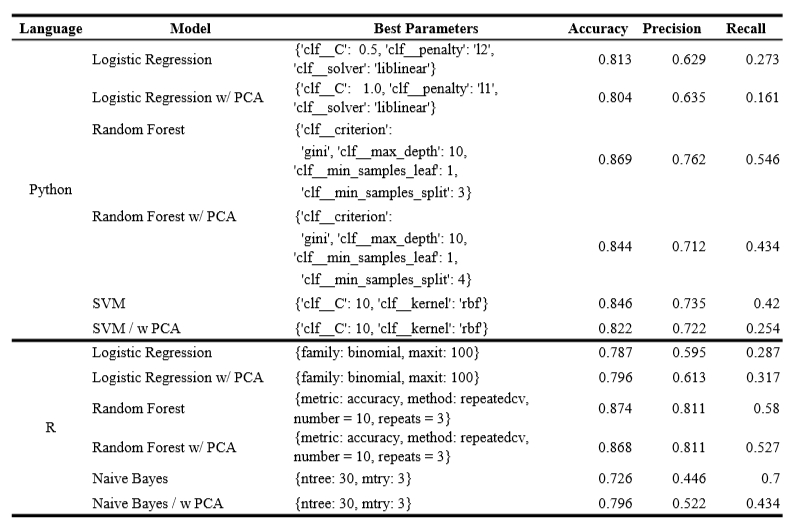 Language Model Best Parameters Accuracy Precision Recall
Python
Logistic Regression {'clf__C': 0.5, 'clf__penalty': 'l2', 'clf__solver': 'liblinear'} 0.813 0.629 0.273
Logistic Regression w/ PCA {'clf__C': 1.0, 'clf__penalty': 'l1', 'clf__solver': 'liblinear'} 0.804 0.635 0.161
Random Forest {'clf__criterion':
'gini', 'clf__max_depth': 10,
'clf__min_samples_leaf': 1,
'clf__min_samples_split': 3} 0.869 0.762 0.546
Random Forest w/ PCA {'clf__criterion':
'gini', 'clf__max_depth': 10,
'clf__min_samples_leaf': 1,
'clf__min_samples_split': 4} 0.844 0.712 0.434
SVM {'clf__C': 10, 'clf__kernel': 'rbf'} 0.846 0.735 0.42
SVM / w PCA {'clf__C': 10, 'clf__kernel': 'rbf'} 0.822 0.722 0.254
R
Logistic Regression {family: binomial, maxit: 100} 0.787 0.595 0.287
Logistic Regression w/ PCA {family: binomial, maxit: 100} 0.796 0.613 0.317
Random Forest {metric: accuracy, method: repeatedcv,
number = 10, repeats = 3} 0.874 0.811 0.58
Random Forest w/ PCA {metric: accuracy, method: repeatedcv,
number = 10, repeats = 3} 0.868 0.811 0.527
Naive Bayes {ntree: 30, mtry: 3} 0.726 0.446 0.7
Naive Bayes / w PCA {ntree: 30, mtry: 3} 0.796 0.522 0.434